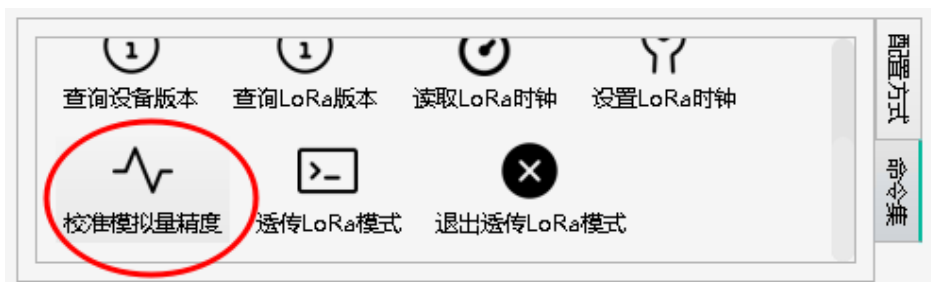 查询设备版本
查询LoRa版本
读取LoRa时钟
设置LoRa时钟
校准模拟量精度
透传LoRa模式
退出透传LoRa模式
配置方式
命令集